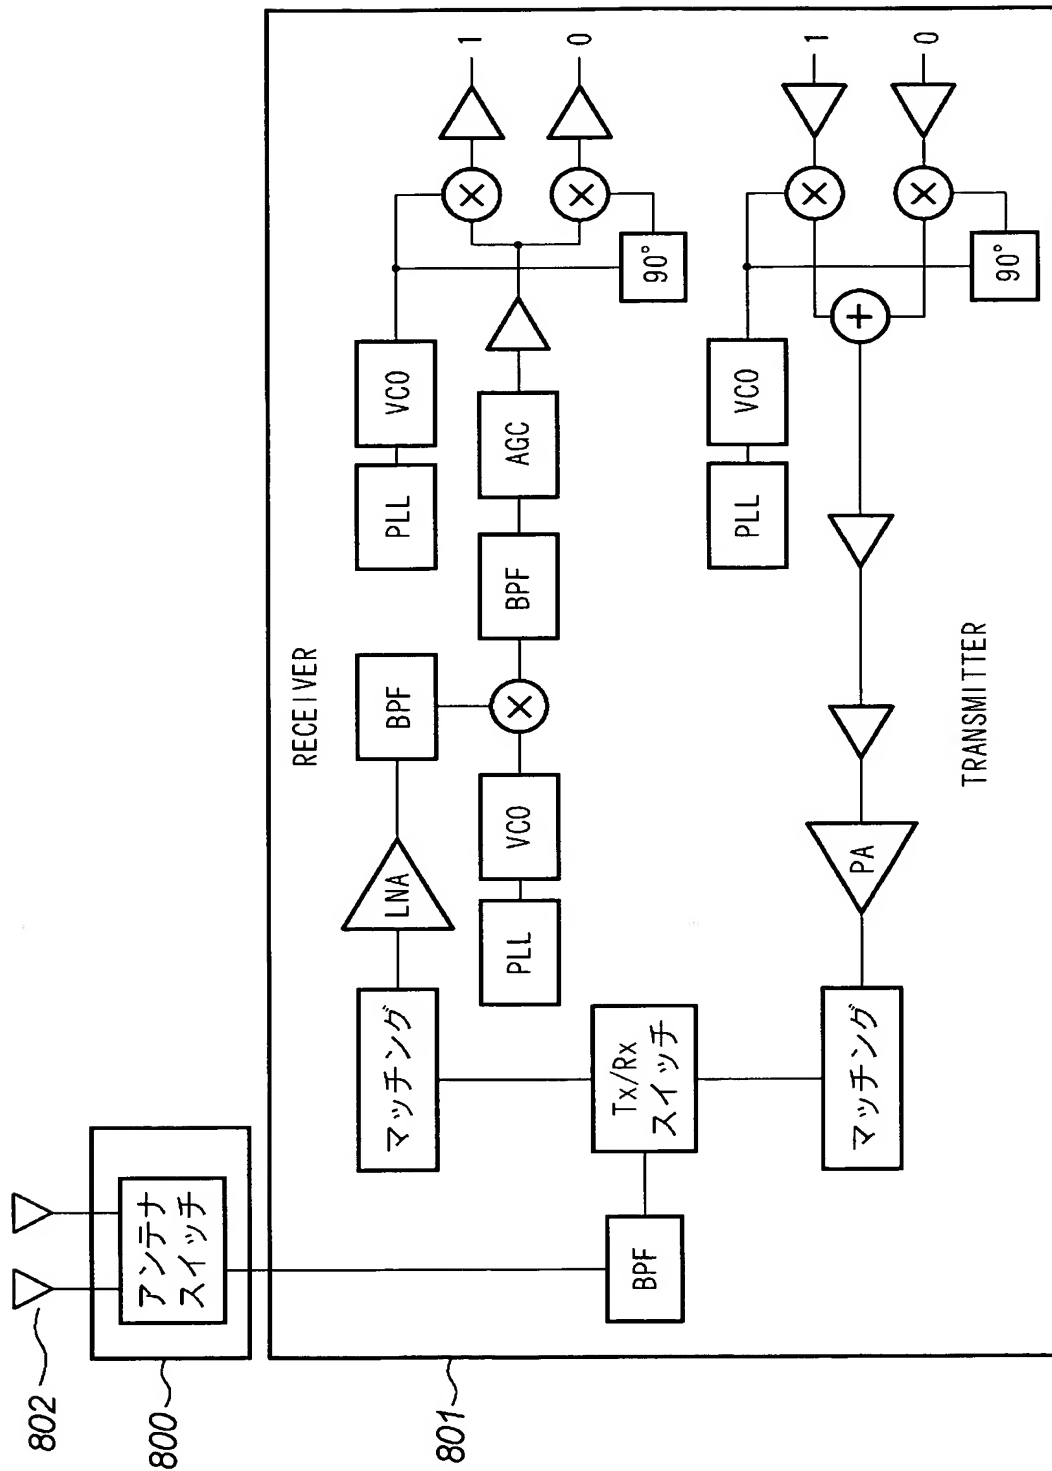 802
800
アンテナ
スイッチ
801
RECEIVER
BPF
Tx/Rx
スイッチ
マッチング
LNA
BPF
PLL
VCO
BPF
AGC
PLL
VCO
90°
1
0
TRANSMITTER
マッチング
PA
PLL
VCO
90°
1
0